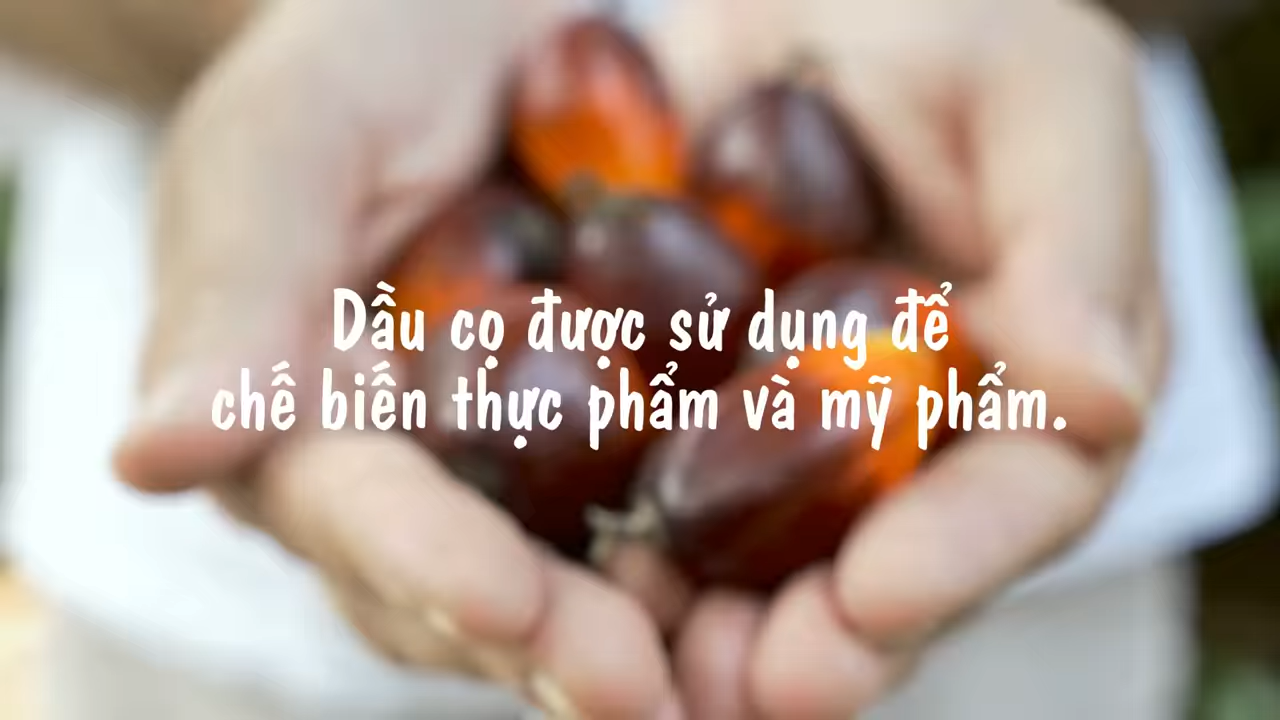 Dầu cọ được sử dụng để
chế biến thực phẩm và mỹ phẩm.